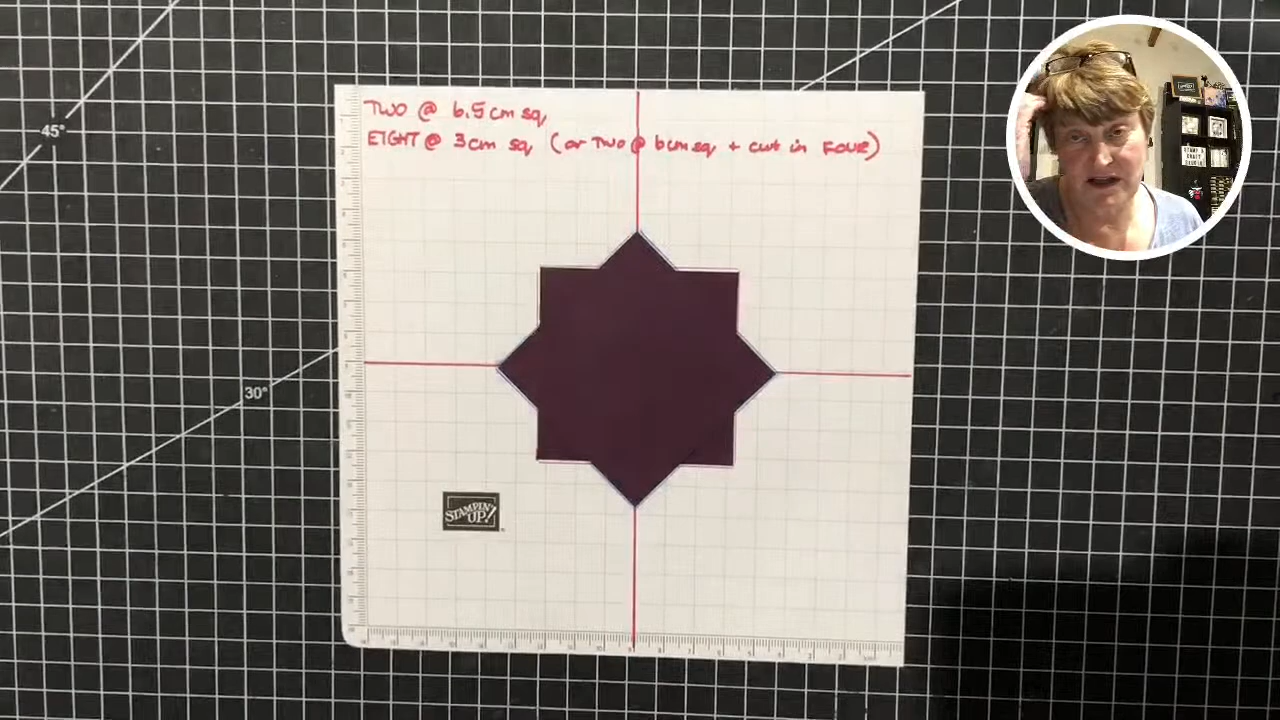 TWO @ 6.5cm sq,
EIGHT @ 3cm sq, (or TWO @ 6cm sq + cut in FOUR)
45°
30°
STAMPIN' UP!